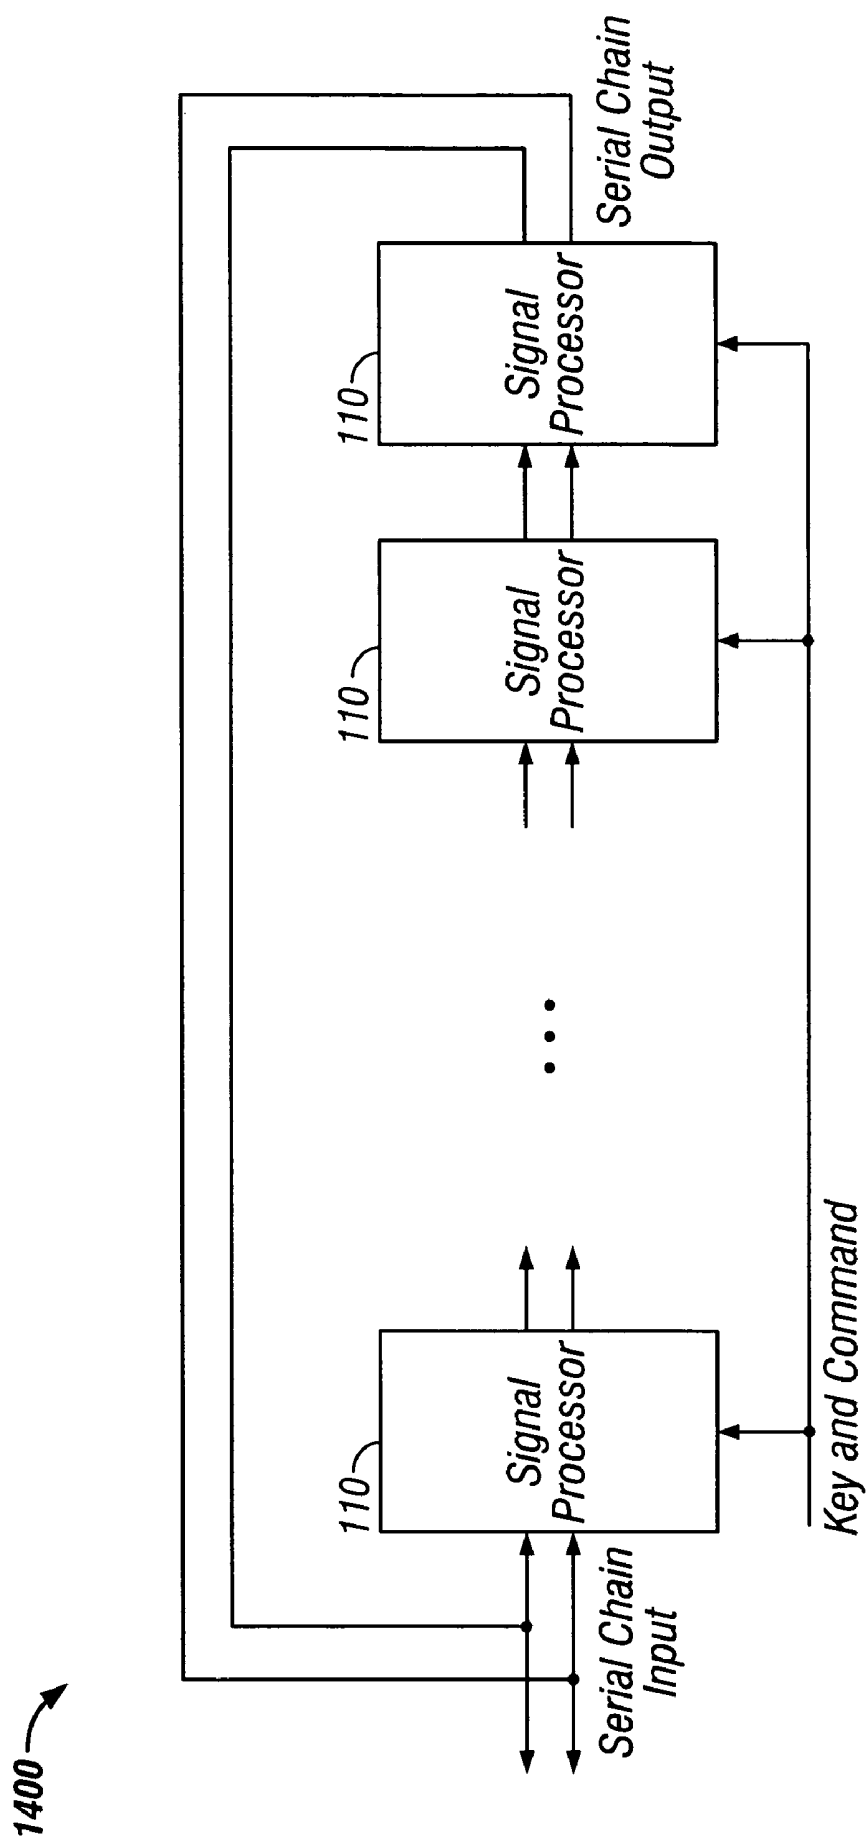 1400
110
Signal
Processor
110
Signal
Processor
110
Signal
Processor
Serial Chain
Input
Serial Chain
Output
Key and Command